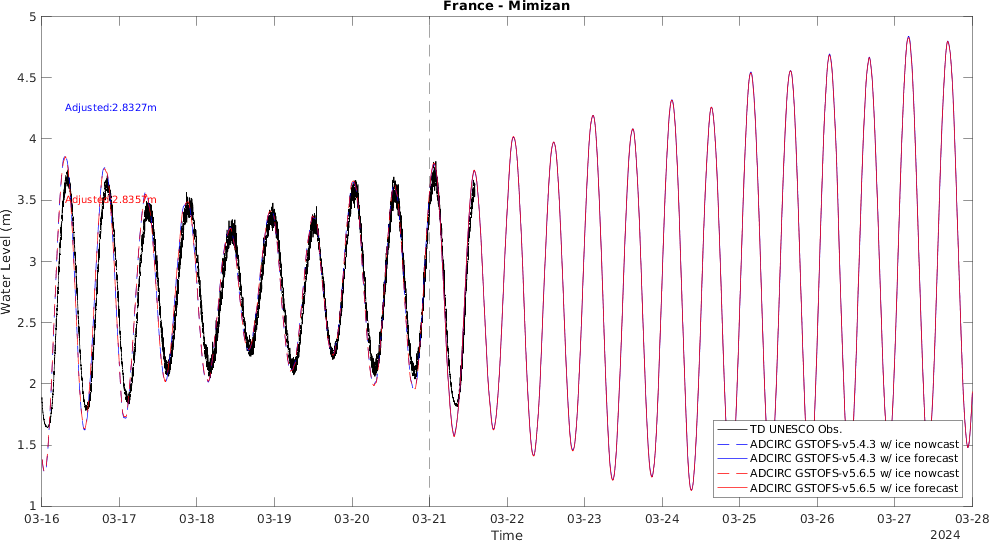 France - Mimizan
5
4.5
4
3.5
3
2.5
2
1.5
1
Water Level (m)
Adjusted:2.8327m
Adjusted:2.8357m
TD UNESCO Obs.
ADCIRC GSTOFS-v5.4.3 w/ ice nowcast
ADCIRC GSTOFS-v5.4.3 w/ ice forecast
ADCIRC GSTOFS-v5.6.5 w/ ice nowcast
ADCIRC GSTOFS-v5.6.5 w/ ice forecast
03-16 03-17 03-18 03-19 03-20 03-21 03-22 03-23 03-24 03-25 03-26 03-27 03-28
Time
2024